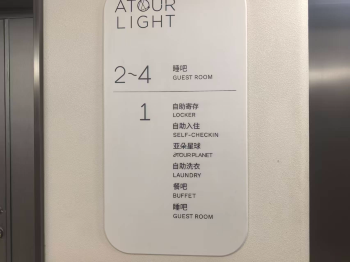 ATOUR
LIGHT
2~4
睡吧
GUEST ROOM
1
自助寄存
LOCKER
自助入住
SELF-CHECKIN
亚朵星球
ATOUR PLANET
自助洗衣
LAUNDRY
餐吧
BUFFET
睡吧
GUEST ROOM